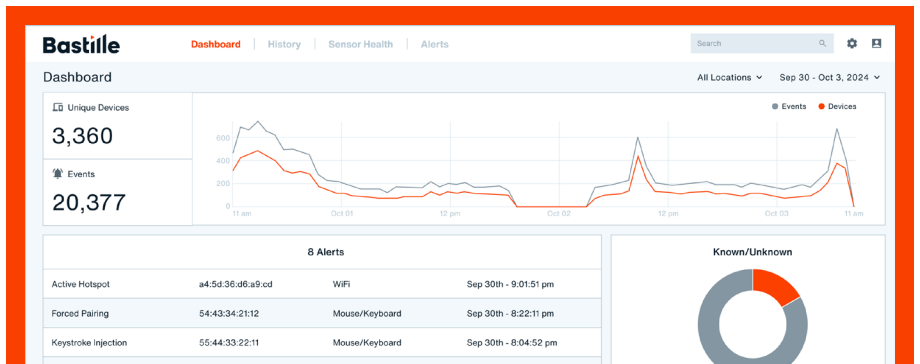 Bastille Dashboard History Sensor Health Alerts Search
Dashboard All Locations Sep 30 - Oct 3, 2024
Unique Devices
3,360
Events
20,377
Events Devices
600
400
200
0
11 am Oct 01 12 pm Oct 02 12 pm Oct 03 11 am
8 Alerts
Active Hotspot a4:5d:36:d6:a9:cd WiFi Sep 30th - 9:01:51 pm
Forced Pairing 54:43:34:21:12 Mouse/Keyboard Sep 30th - 8:22:11 pm
Keystroke Injection 55:44:33:22:11 Mouse/Keyboard Sep 30th - 8:04:52 pm
Known/Unknown